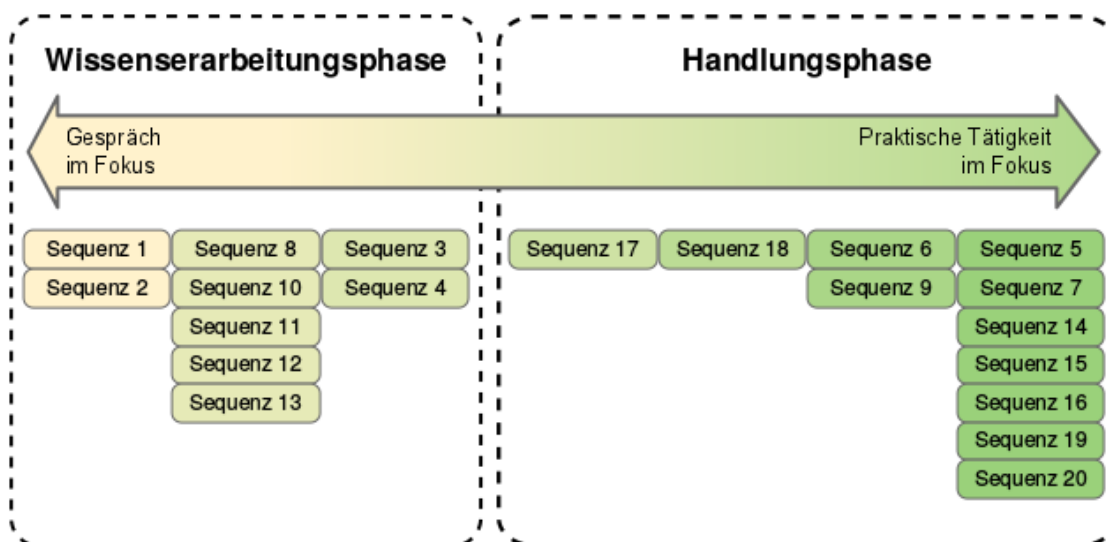 Wissenserarbeitungsphase
Handlungsphase
Gespräch
im Fokus
Praktische Tätigkeit
im Fokus
Sequenz 1
Sequenz 8
Sequenz 3
Sequenz 17
Sequenz 18
Sequenz 6
Sequenz 5
Sequenz 2
Sequenz 10
Sequenz 4
Sequenz 9
Sequenz 7
Sequenz 11
Sequenz 14
Sequenz 12
Sequenz 15
Sequenz 13
Sequenz 16
Sequenz 19
Sequenz 20